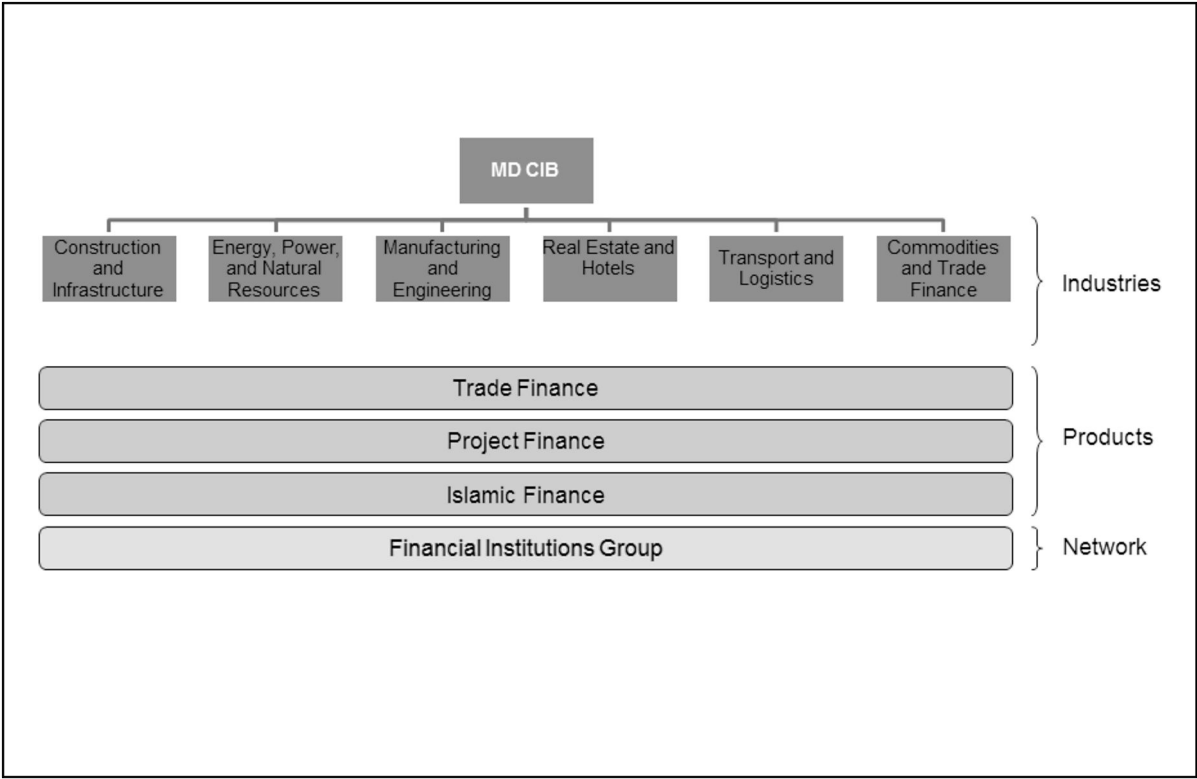 MD CIB
Construction
and
Infrastructure
Energy, Power,
and Natural
Resources
Manufacturing
and
Engineering
Real Estate and
Hotels
Transport and
Logistics
Commodities
and Trade
Finance
Industries
Trade Finance
Project Finance
Islamic Finance
Products
Financial Institutions Group
Network